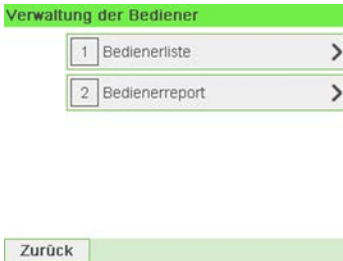 Verwaltung der Bediener
1 Bedienerliste
2 Bedienerreport
Zurück